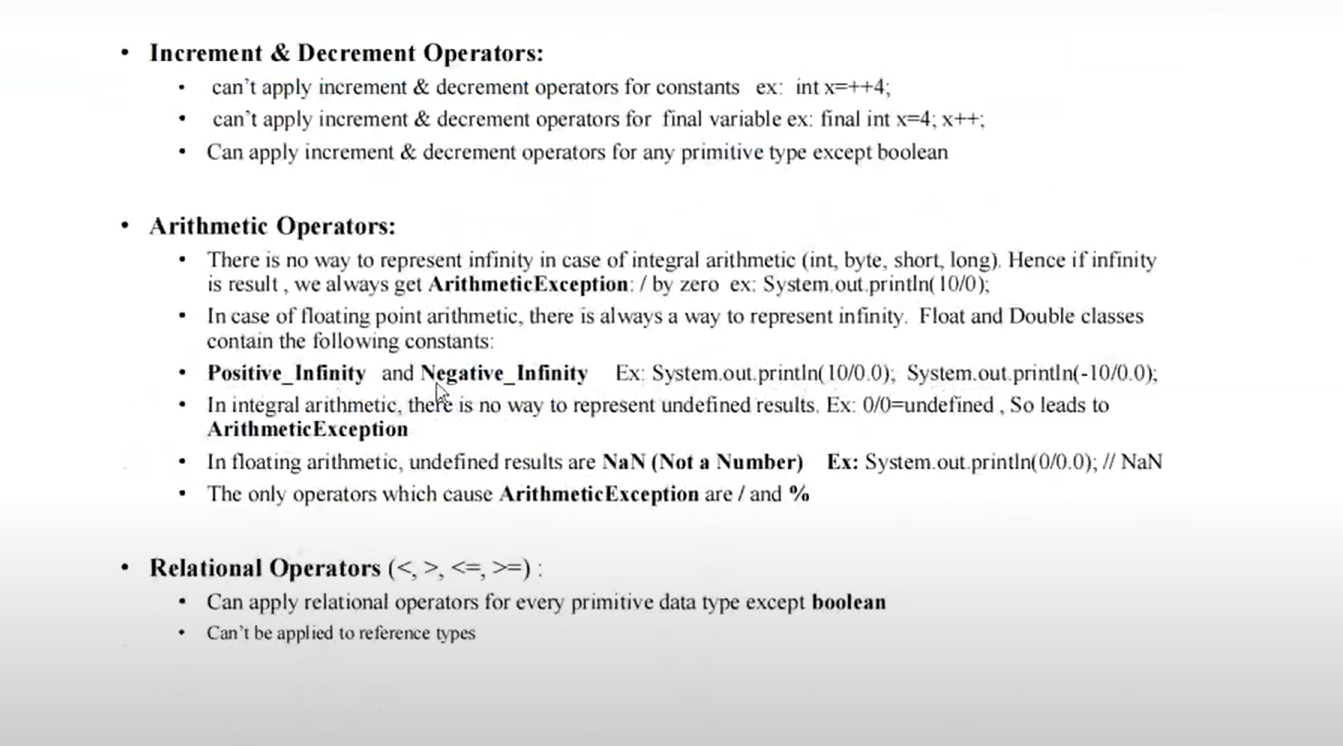 • Increment & Decrement Operators:
• can't apply increment & decrement operators for constants ex: int x=++4;
• can't apply increment & decrement operators for final variable ex: final int x=4; x++;
• Can apply increment & decrement operators for any primitive type except boolean
• Arithmetic Operators:
• There is no way to represent infinity in case of integral arithmetic (int, byte, short, long). Hence if infinity
is result , we always get ArithmeticException: / by zero ex: System.out.println(10/0);
• In case of floating point arithmetic, there is always a way to represent infinity. Float and Double classes
contain the following constants:
• Positive_Infinity and Negative_Infinity Ex: System.out.println(10/0.0); System.out.println(-10/0.0);
• In integral arithmetic, there is no way to represent undefined results. Ex: 0/0=undefined , So leads to
ArithmeticException
• In floating arithmetic, undefined results are NaN (Not a Number) Ex: System.out.println(0/0.0); // NaN
• The only operators which cause ArithmeticException are / and %
• Relational Operators (<, >, <=, >=) :
• Can apply relational operators for every primitive data type except boolean
• Can't be applied to reference types